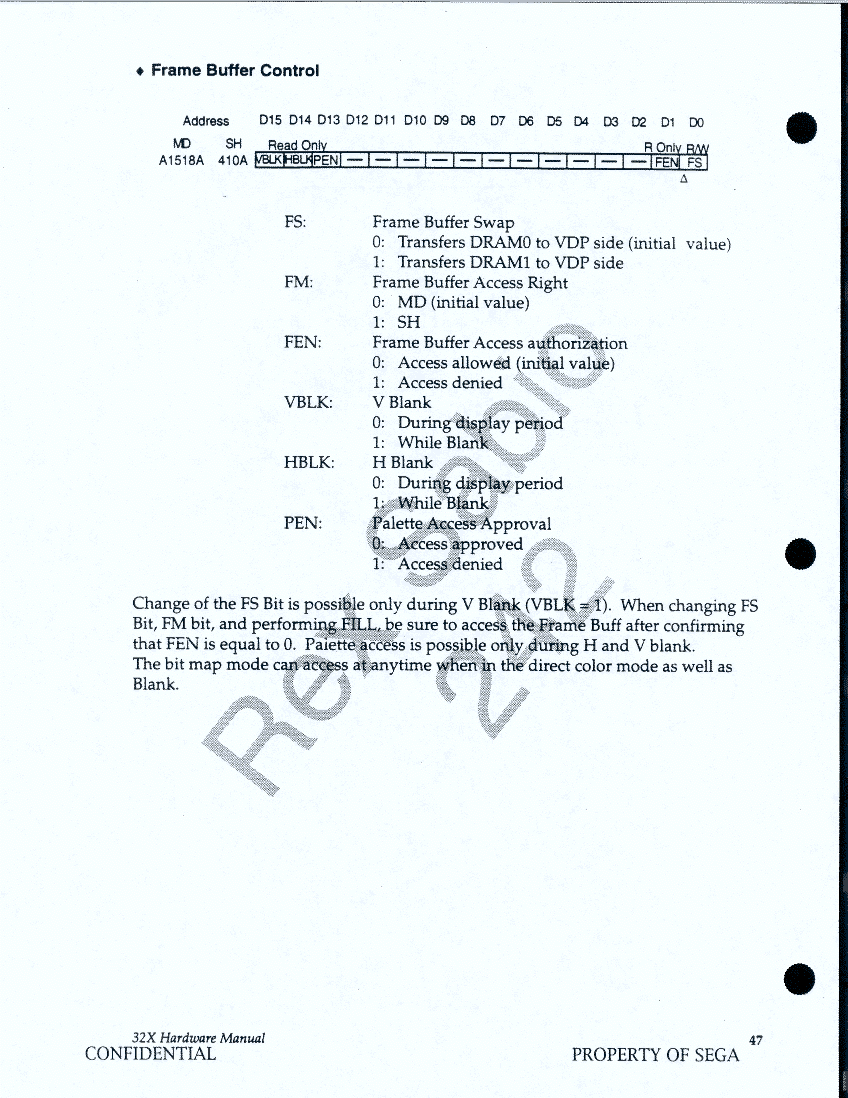 ♦ Frame Buffer Control
Address D15 D14 D13 D12 D11 D10 D9 D8 D7 D6 D5 D4 D3 D2 D1 D0
MD SH Read Only R Only R/W
A1518A 410A VBLK HBLK PEN — — — — — — — — — — — FEN FS
Δ
FS: Frame Buffer Swap
0: Transfers DRAM0 to VDP side (initial value)
1: Transfers DRAM1 to VDP side
FM: Frame Buffer Access Right
0: MD (initial value)
1: SH
FEN: Frame Buffer Access authorization
0: Access allowed (initial value)
1: Access denied
VBLK: V Blank
0: During display period
1: While Blank
HBLK: H Blank
0: During display period
1: While Blank
PEN: Palette Access Approval
0: Access approved
1: Access denied
Change of the FS Bit is possible only during V Blank (VBLK = 1). When changing FS
Bit, FM bit, and performing FILL, be sure to access the Frame Buff after confirming
that FEN is equal to 0. Palette access is possible only during H and V blank.
The bit map mode can access at anytime when in the direct color mode as well as
Blank.
Rex Sabio
242
32X Hardware Manual 47
CONFIDENTIAL PROPERTY OF SEGA